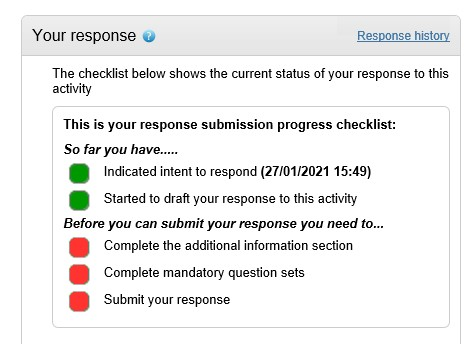 Your response ?
Response history
The checklist below shows the current status of your response to this
activity
This is your response submission progress checklist:
So far you have.....
Indicated intent to respond (27/01/2021 15:49)
Started to draft your response to this activity
Before you can submit your response you need to...
Complete the additional information section
Complete mandatory question sets
Submit your response